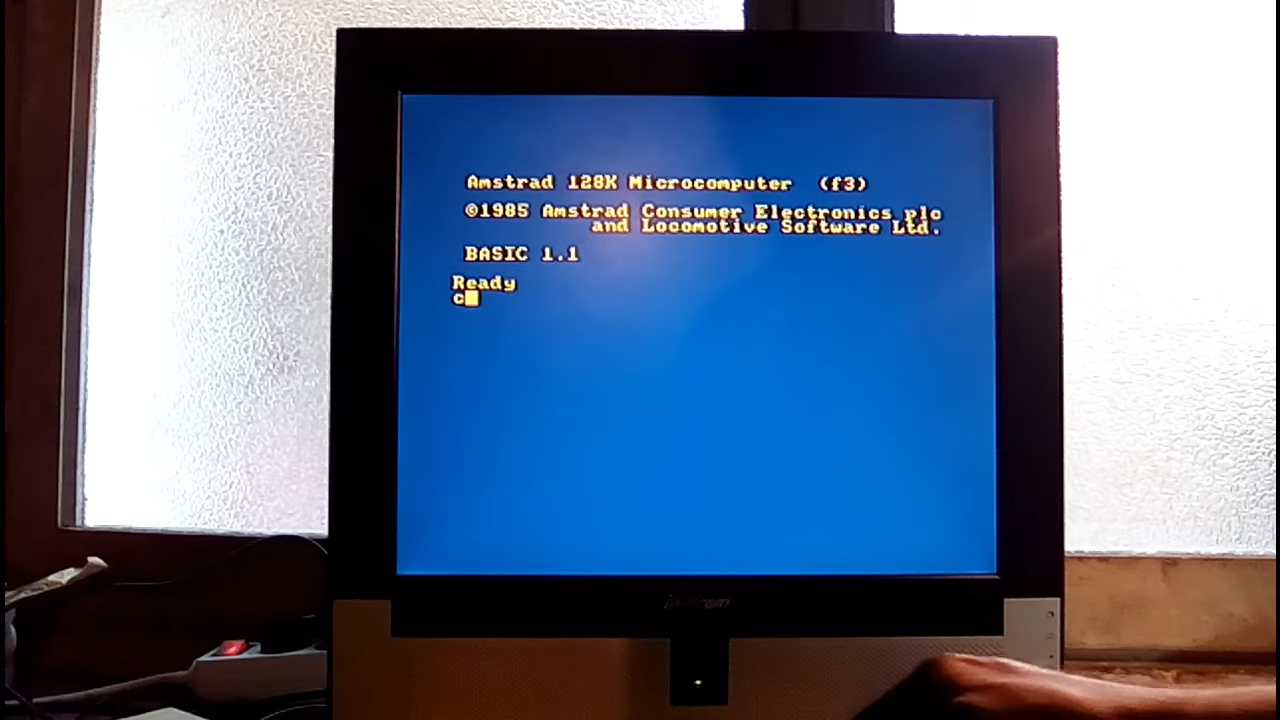 Amstrad 128K Microcomputer (f3)
©1985 Amstrad Consumer Electronics plc
and Locomotive Software Ltd.
BASIC 1.1
Ready
c